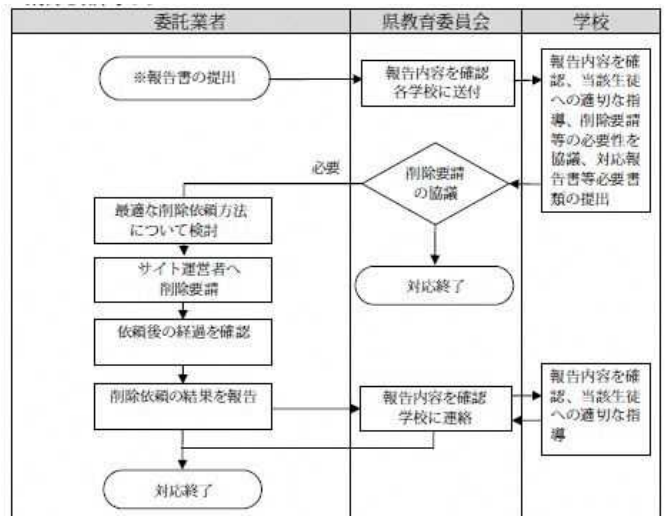 委託業者
県教育委員会
学校
※報告書の提出
報告内容を確認
各学校に送付
報告内容を確
認、当該生徒
への適切な指
導、削除要請
等の必要性を
協議、対応報
告書等必要書
類の提出
必要
削除要請
の協議
最適な削除依頼方法
について検討
対応終了
サイト運営者へ
削除要請
依頼後の経過を確認
削除依頼の結果を報告
報告内容を確認
学校に連絡
報告内容を確
認、当該生徒
への適切な指
導
対応終了